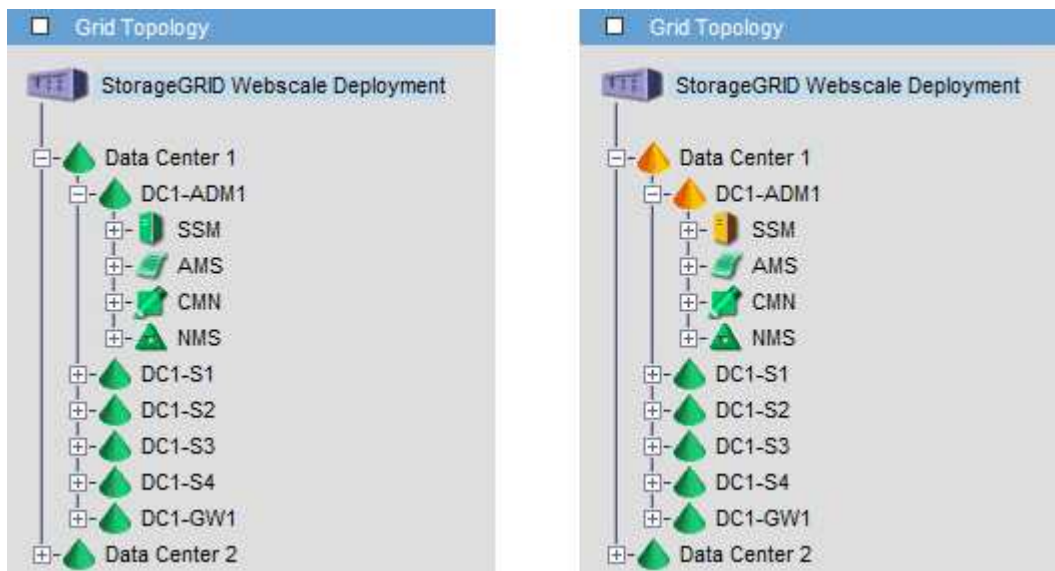 Grid Topology
StorageGRID Webscale Deployment
Data Center 1
DC1-ADM1
SSM
AMS
CMN
NMS
DC1-S1
DC1-S2
DC1-S3
DC1-S4
DC1-GW1
Data Center 2
Grid Topology
StorageGRID Webscale Deployment
Data Center 1
DC1-ADM1
SSM
AMS
CMN
NMS
DC1-S1
DC1-S2
DC1-S3
DC1-S4
DC1-GW1
Data Center 2